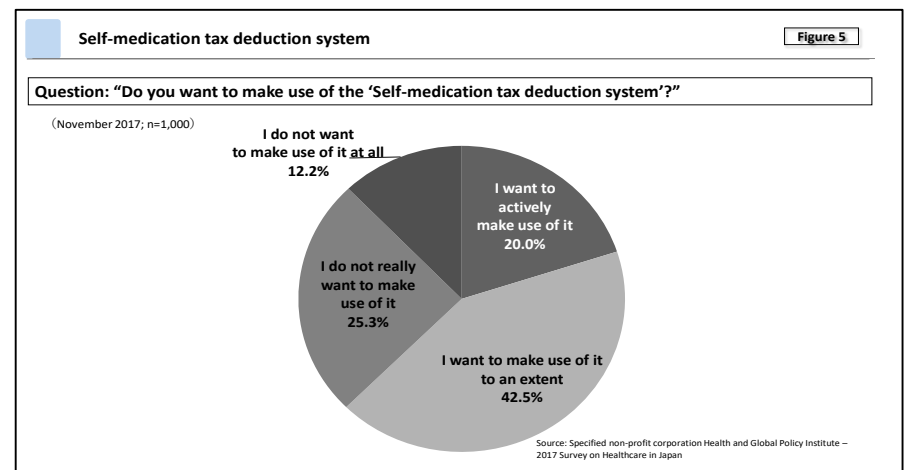 Self-medication tax deduction system
Figure 5
Question: “Do you want to make use of the ‘Self-medication tax deduction system’?”
（November 2017; n=1,000）
I do not want
to make use of it at all
12.2%
I want to
actively
make use of it
20.0%
I do not really
want to make
use of it
25.3%
I want to make use of it
to an extent
42.5%
Source: Specified non-profit corporation Health and Global Policy Institute –
2017 Survey on Healthcare in Japan